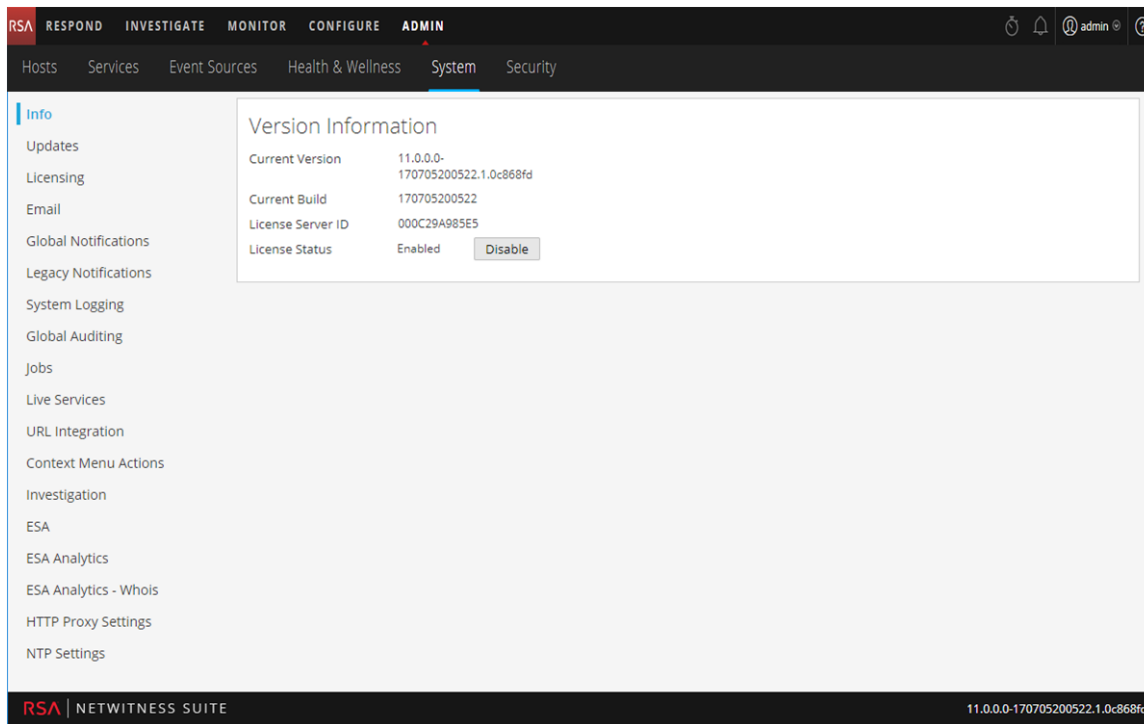 RSA RESPOND INVESTIGATE MONITOR CONFIGURE ADMIN admin
Hosts Services Event Sources Health & Wellness System Security
Info
Updates
Licensing
Email
Global Notifications
Legacy Notifications
System Logging
Global Auditing
Jobs
Live Services
URL Integration
Context Menu Actions
Investigation
ESA
ESA Analytics
ESA Analytics - Whois
HTTP Proxy Settings
NTP Settings
Version Information
Current Version 11.0.0.0-
170705200522.1.0c868fd
Current Build 170705200522
License Server ID 000C29A985E5
License Status Enabled Disable
RSA | NETWITNESS SUITE 11.0.0.0-170705200522.1.0c868fd